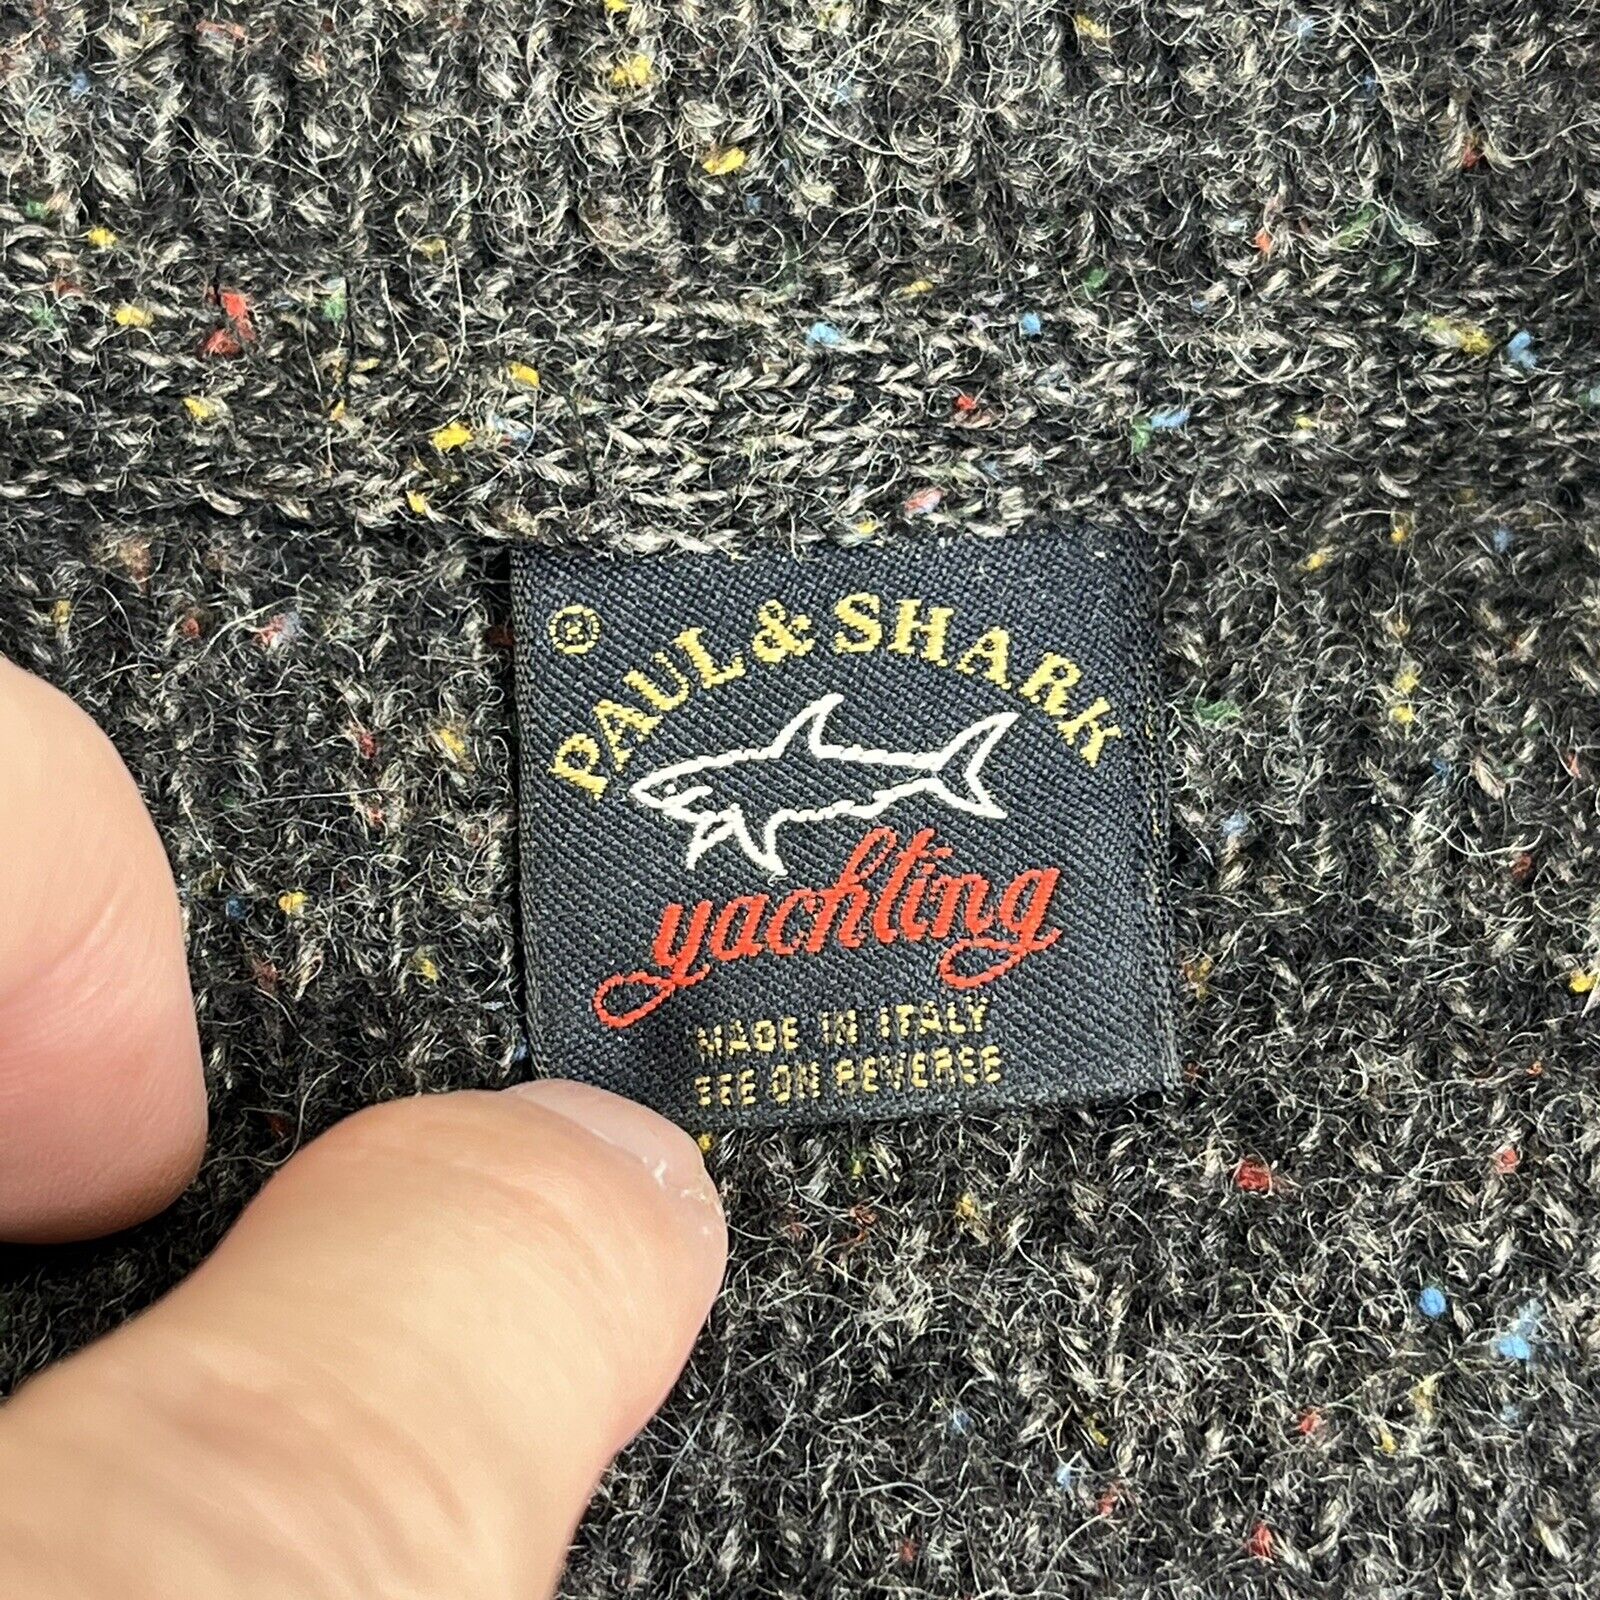 ®
PAUL & SHARK
yachting
MADE IN ITALY
SEE ON REVERSE